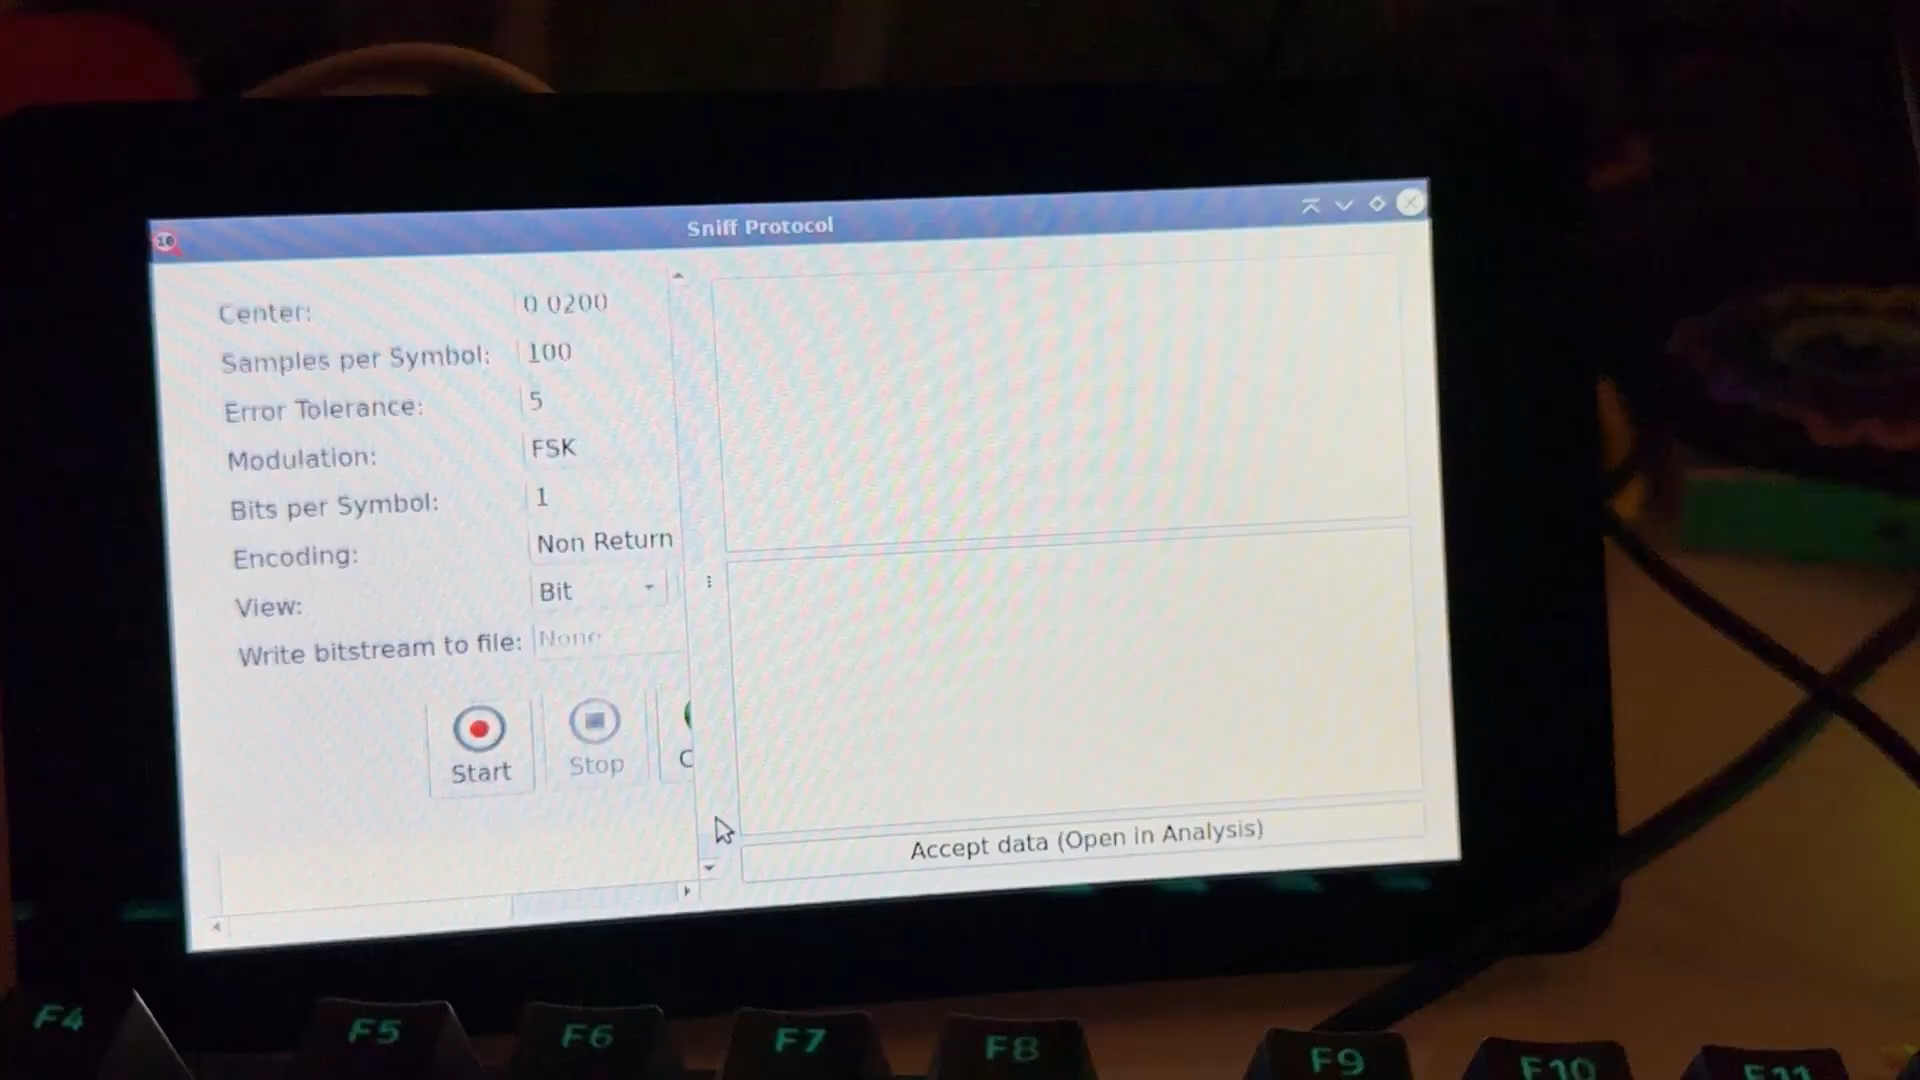 Sniff Protocol
Center: 0.0200
Samples per Symbol: 100
Error Tolerance: 5
Modulation: FSK
Bits per Symbol: 1
Encoding: Non Return
View: Bit
Write bitstream to file: None
Start Stop C
Accept data (Open in Analysis)
F4 F5 F6 F7 F8 F9 F10 F11